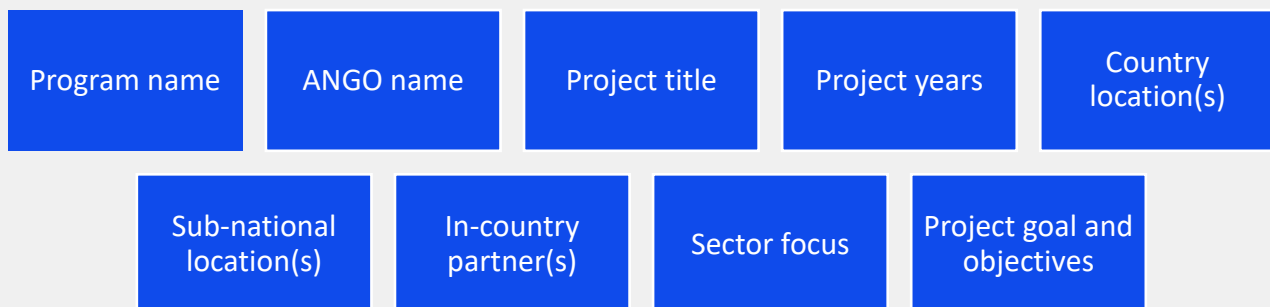 Program name
ANGO name
Project title
Project years
Country
location(s)
Sub-national
location(s)
In-country
partner(s)
Sector focus
Project goal and
objectives